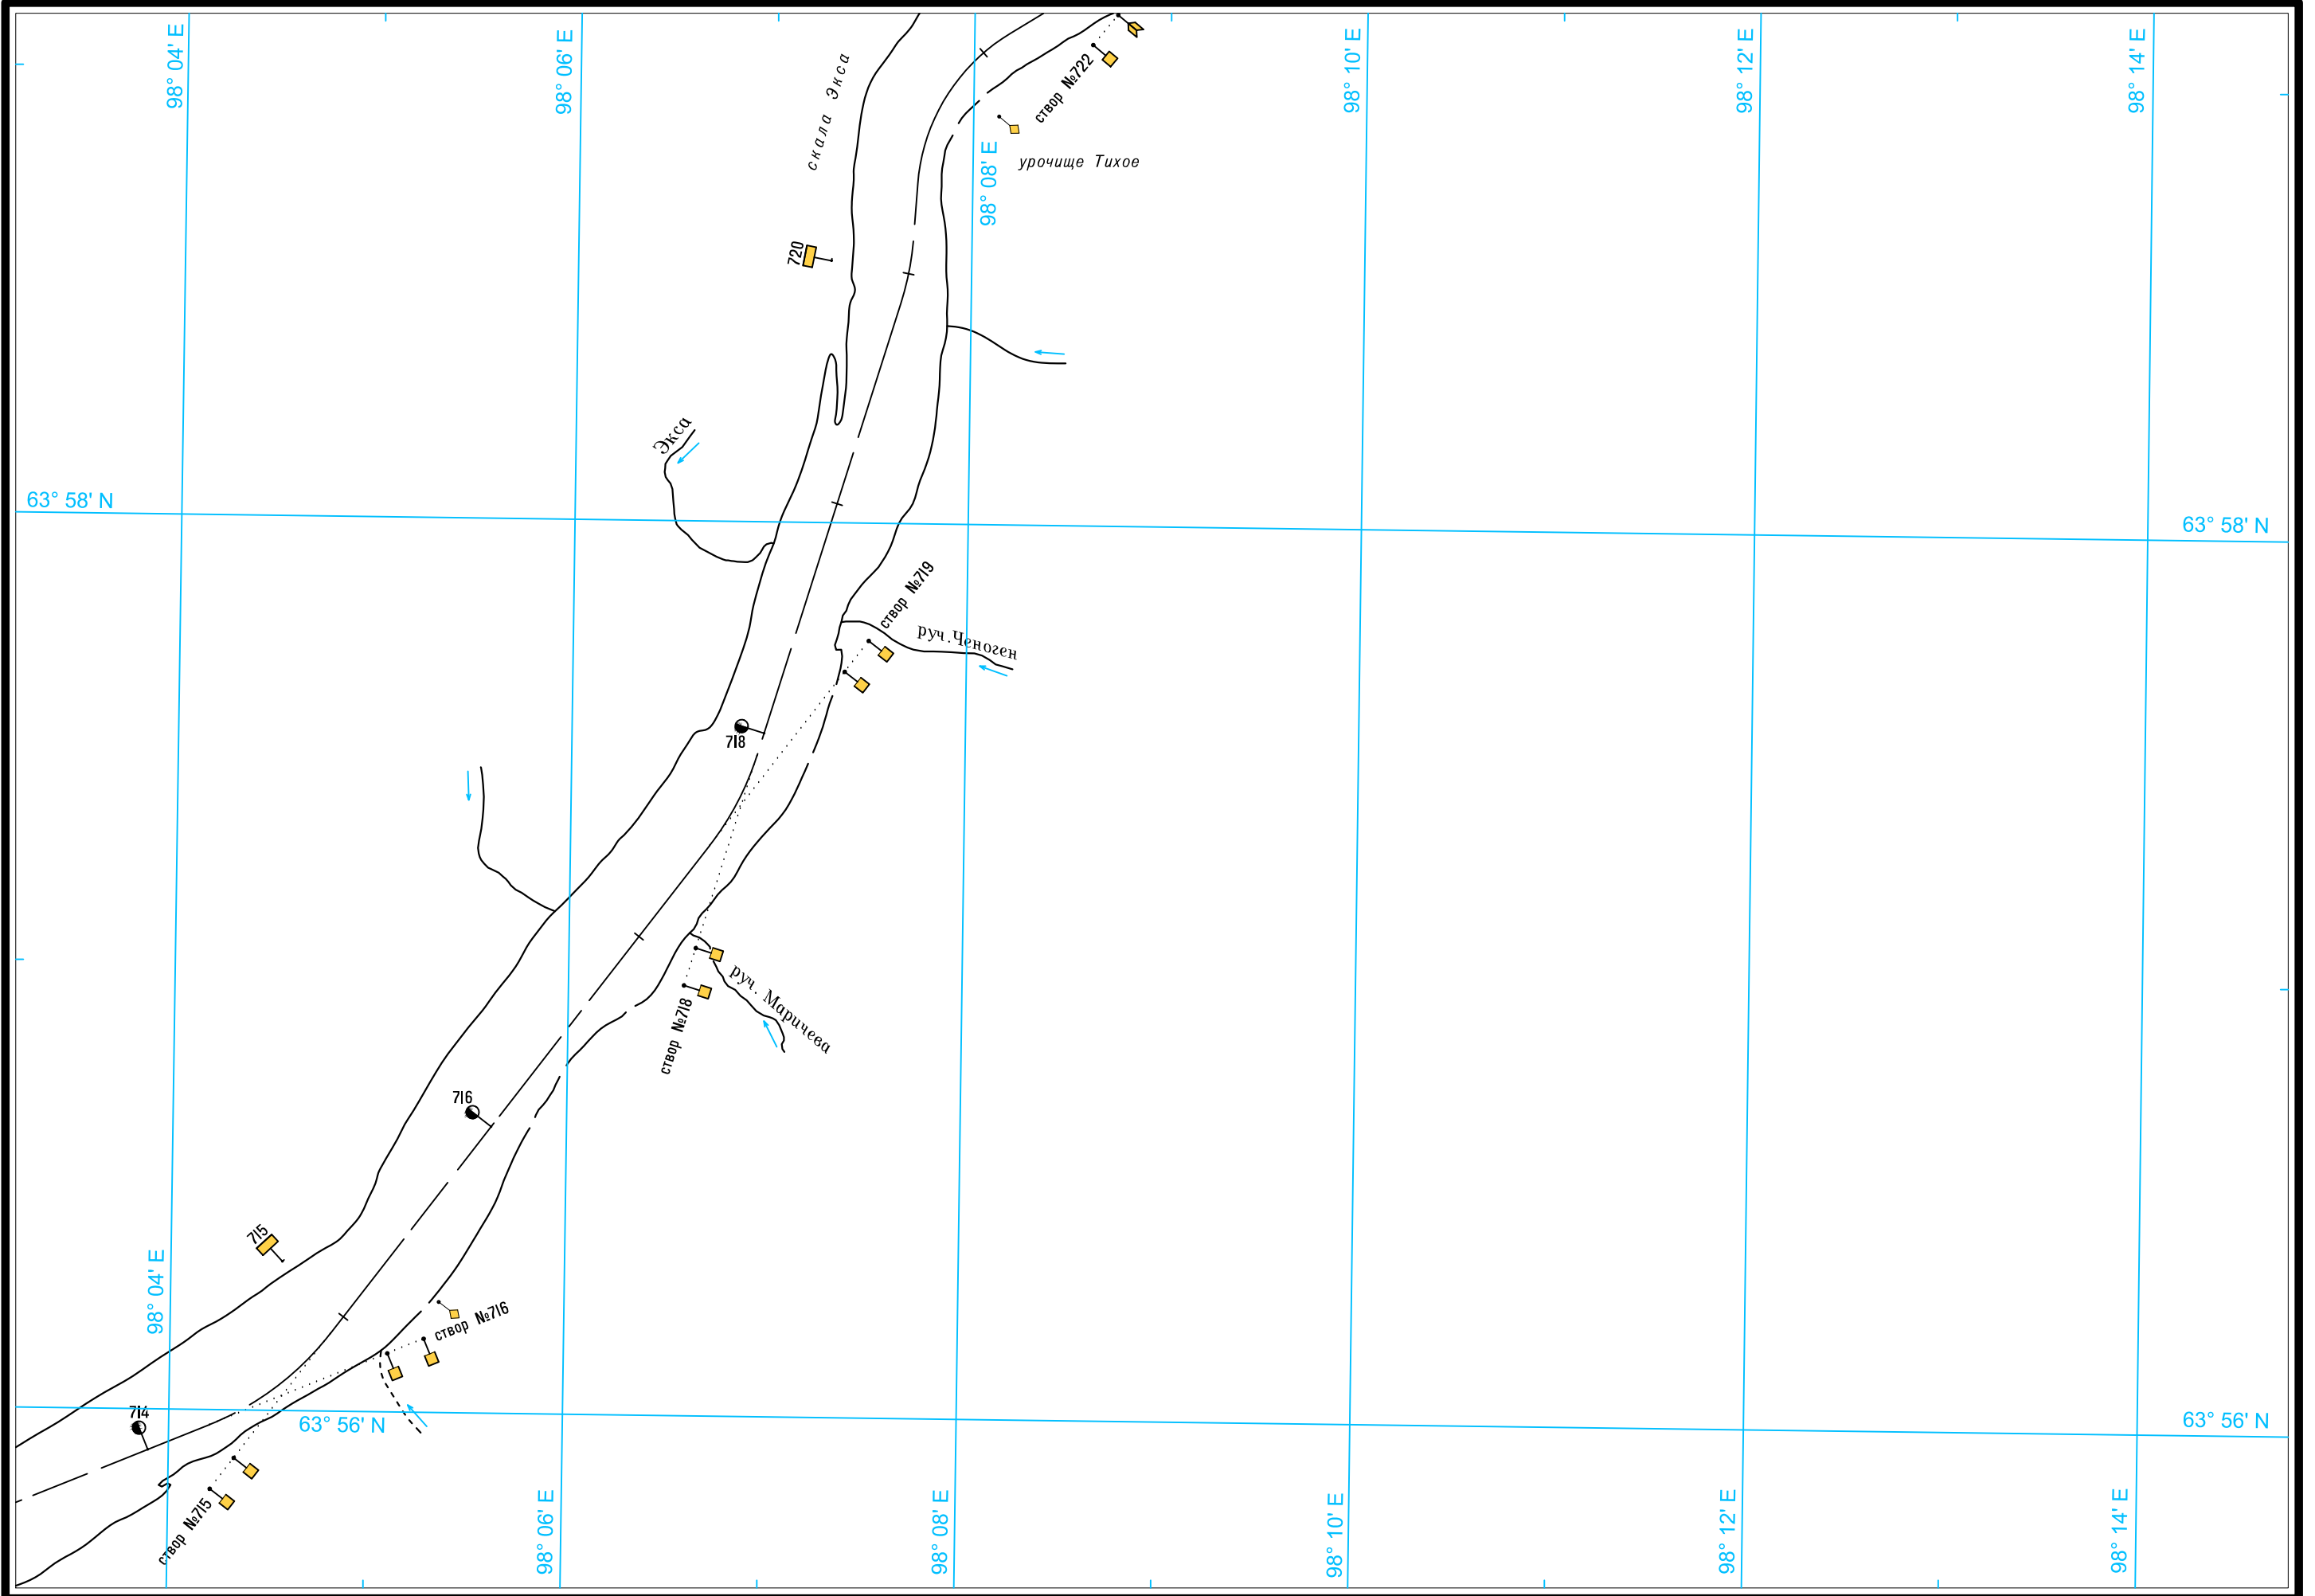 98° 04' E
98° 06' E
98° 10' E
98° 12' E
98° 14' E
скала Экса
створ №722
98° 08' E
урочище Тихое
720
Экса
63° 58' N
63° 58' N
створ №719
руч.Ченоген
718
руч. Маричева
створ №718
716
715
98° 04' E
створ №716
714
63° 56' N
63° 56' N
створ №715
98° 06' E
98° 08' E
98° 10' E
98° 12' E
98° 14' E